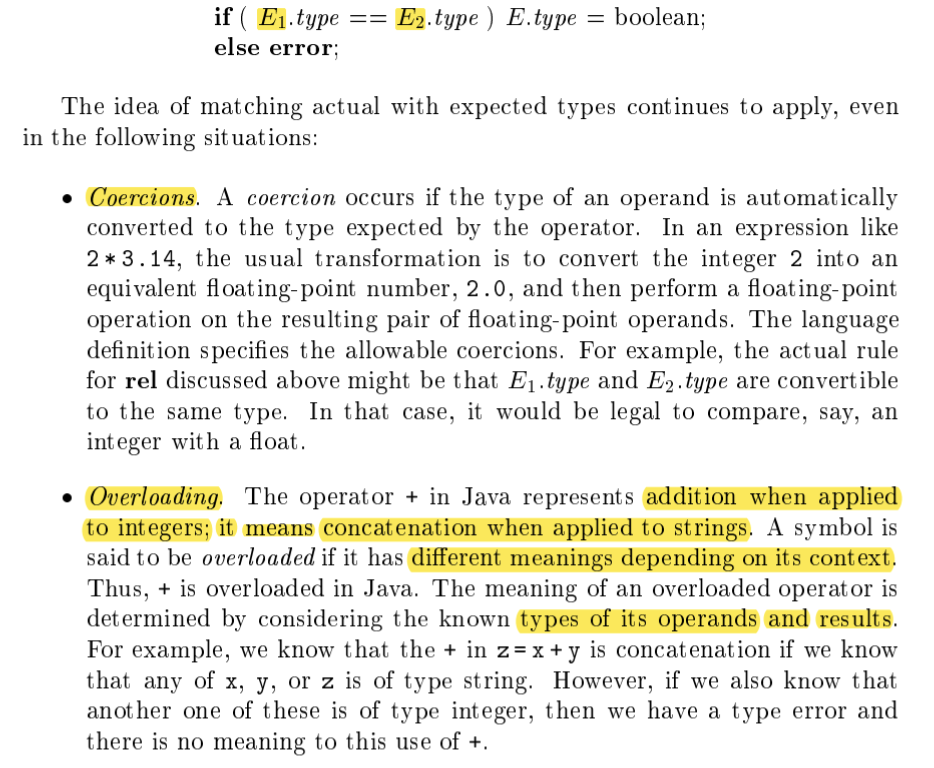 if ( E₁.type == E₂.type ) E.type = boolean;
else error;
The idea of matching actual with expected types continues to apply, even
in the following situations:
• Coercions. A coercion occurs if the type of an operand is automatically
converted to the type expected by the operator. In an expression like
2*3.14, the usual transformation is to convert the integer 2 into an
equivalent floating-point number, 2.0, and then perform a floating-point
operation on the resulting pair of floating-point operands. The language
definition specifies the allowable coercions. For example, the actual rule
for rel discussed above might be that E₁.type and E₂.type are convertible
to the same type. In that case, it would be legal to compare, say, an
integer with a float.
• Overloading. The operator + in Java represents addition when applied
to integers; it means concatenation when applied to strings. A symbol is
said to be overloaded if it has different meanings depending on its context.
Thus, + is overloaded in Java. The meaning of an overloaded operator is
determined by considering the known types of its operands and results.
For example, we know that the + in z=x+y is concatenation if we know
that any of x, y, or z is of type string. However, if we also know that
another one of these is of type integer, then we have a type error and
there is no meaning to this use of +.